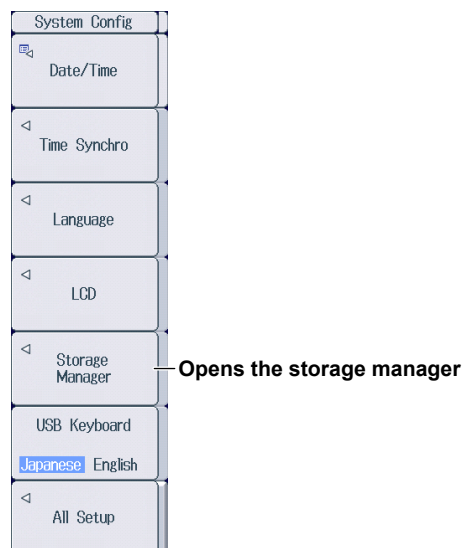 System Config
Date/Time
Time Synchro
Language
LCD
Storage
Manager
Opens the storage manager
USB Keyboard
Japanese English
All Setup